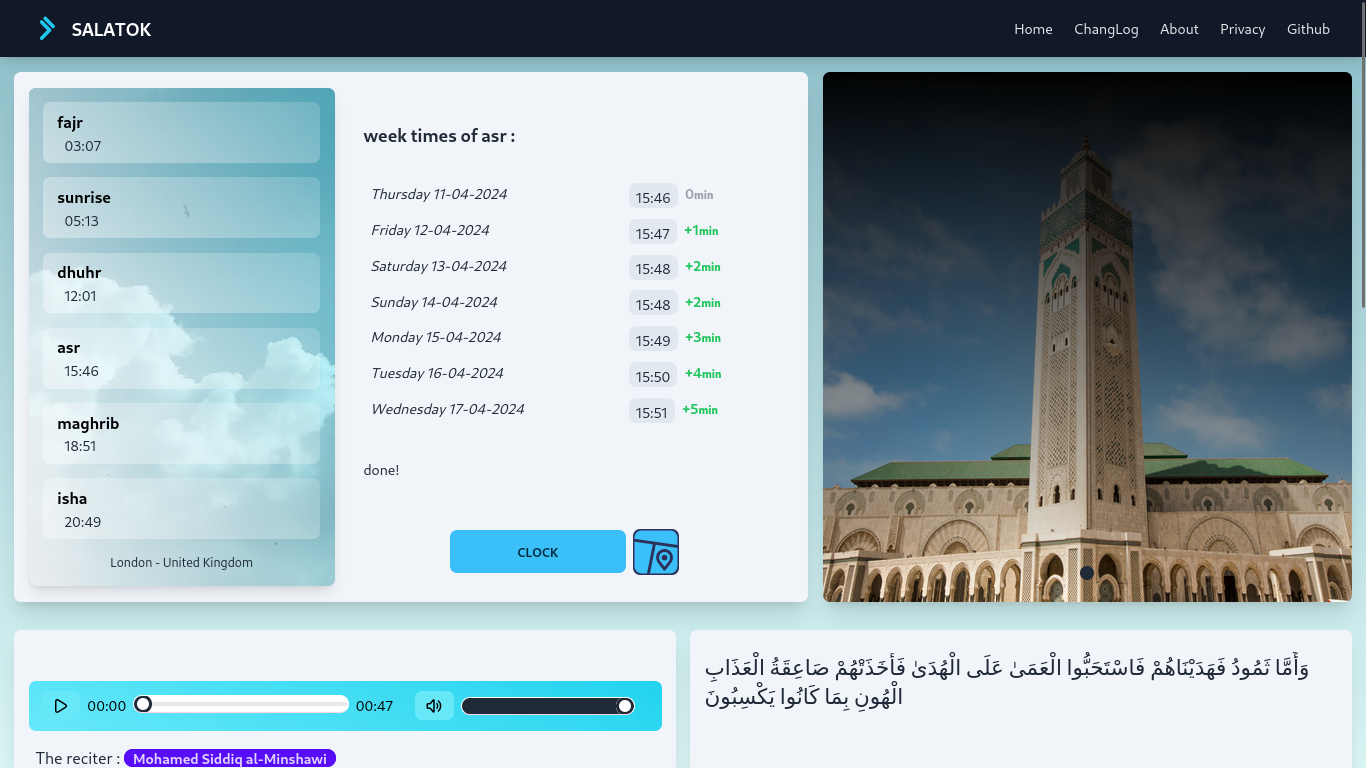 SALATOK
Home ChangLog About Privacy Github
fajr
03:07
sunrise
05:13
dhuhr
12:01
asr
15:46
maghrib
18:51
isha
20:49
London - United Kingdom
week times of asr :
Thursday 11-04-2024 15:46 0min
Friday 12-04-2024 15:47 +1min
Saturday 13-04-2024 15:48 +2min
Sunday 14-04-2024 15:48 +2min
Monday 15-04-2024 15:49 +3min
Tuesday 16-04-2024 15:50 +4min
Wednesday 17-04-2024 15:51 +5min
done!
CLOCK
00:00 00:47
The reciter : Mohamed Siddiq al-Minshawi
وَأَمَّا ثَمُودُ فَهَدَيْنَاهُمْ فَاسْتَحَبُّوا الْعَمَىٰ عَلَى الْهُدَىٰ فَأَخَذَتْهُمْ صَاعِقَةُ الْعَذَابِ
الْهُونِ بِمَا كَانُوا يَكْسِبُونَ